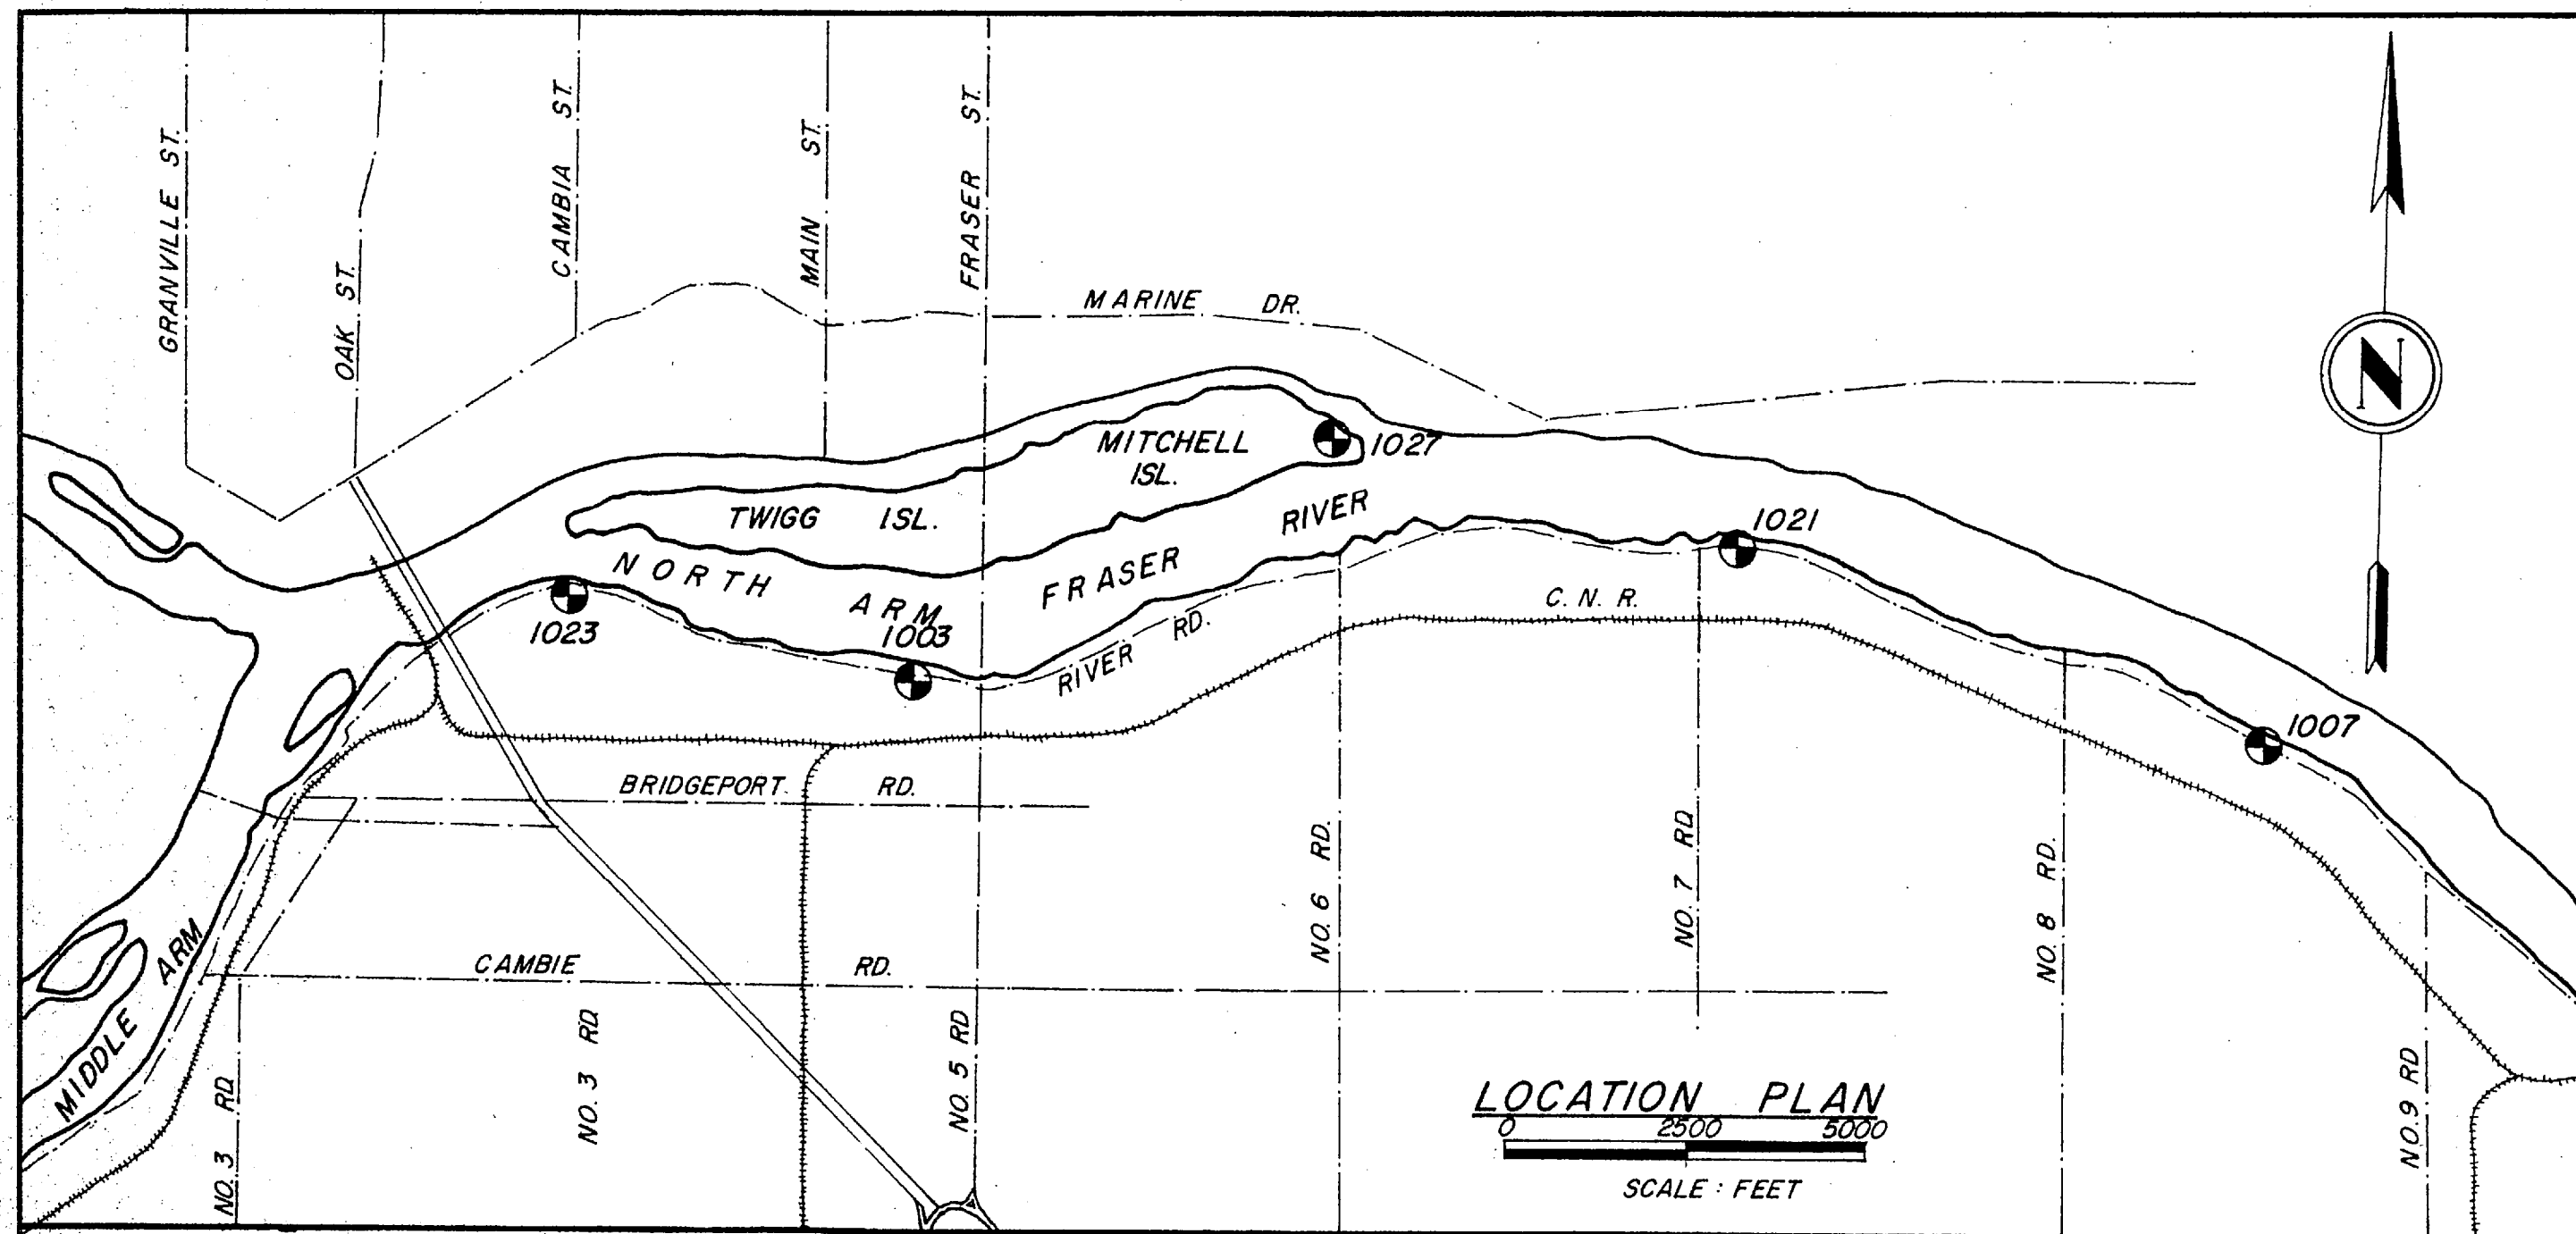 GRANVILLE ST.
OAK ST.
CAMBIA ST.
MAIN ST.
FRASER ST.
MARINE DR.
N
MITCHELL
ISL.
1027
TWIGG ISL.
NORTH ARM
FRASER RIVER
1021
1023
1003
RIVER RD.
C. N. R.
1007
BRIDGEPORT RD.
CAMBIE RD.
MIDDLE ARM
NO. 3 RD
NO. 3 RD
NO. 5 RD
NO. 6 RD.
NO. 7 RD
NO. 8 RD.
NO. 9 RD
LOCATION PLAN
0 2500 5000
SCALE : FEET